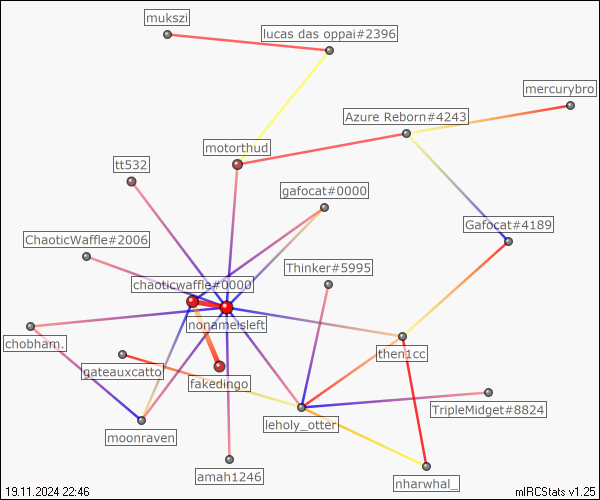 mukszi
lucas das oppai#2396
mercurybro
Azure Reborn#4243
motorthud
tt532
gafocat#0000
Gafocat#4189
ChaoticWaffle#2006
Thinker#5995
chaoticwaffle#0000
nonameisleft
chobham.
then1cc
gateauxcatto
fakedingo
TripleMidget#8824
leholy_otter
moonraven
amah1246
nharwhal_
19.11.2024 22:46
mIRCStats v1.25